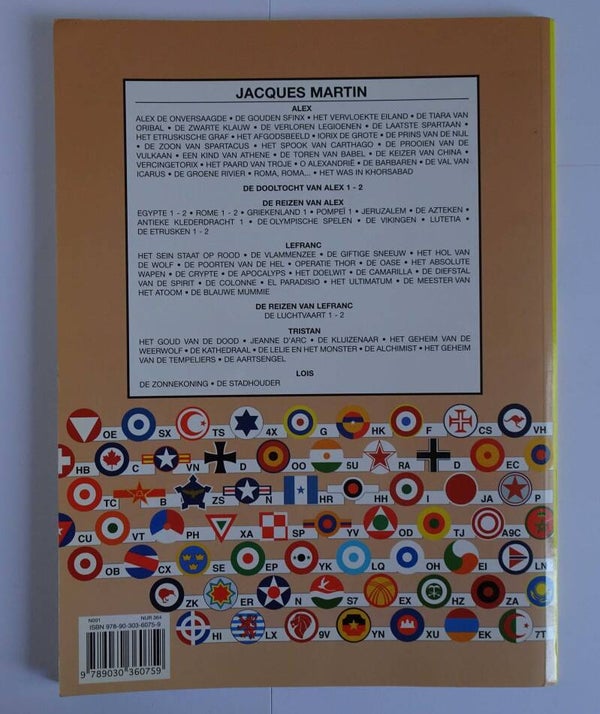 JACQUES MARTIN
ALEX
ALEX DE ONVERSAAGDE • DE GOUDEN SFINX • HET VERVLOEKTE EILAND • DE TIARA VAN
ORIBAL • DE ZWARTE KLAUW • DE VERLOREN LEGIOENEN • DE LAATSTE SPARTAAN •
HET ETRUSKISCHE GRAF • HET AFGODSBEELD • IORIX DE GROTE • DE PRINS VAN DE NIJL
• DE ZOON VAN SPARTACUS • HET SPOOK VAN CARTHAGO • DE PROOIEN VAN DE
VULKAAN • EEN KIND VAN ATHENE • DE TOREN VAN BABEL • DE KEIZER VAN CHINA •
VERCINGETORIX • HET PAARD VAN TROJE • O ALEXANDRIË • DE BARBAREN • DE VAL VAN
ICARUS • DE GROENE RIVIER • ROMA, ROMA... • HET WAS IN KHORSABAD
DE DOOLTOCHT VAN ALEX 1 - 2
DE REIZEN VAN ALEX
EGYPTE 1 - 2 • ROME 1 - 2 • GRIEKENLAND 1 • POMPEÏ 1 • JERUZALEM • DE AZTEKEN •
ANTIEKE KLEDERDRACHT 1 • DE OLYMPISCHE SPELEN • DE VIKINGEN • LUTETIA •
DE ETRUSKEN 1 - 2
LEFRANC
HET SEIN STAAT OP ROOD • DE VLAMMENZEE • DE GIFTIGE SNEEUW • HET HOL VAN
DE WOLF • DE POORTEN VAN DE HEL • OPERATIE THOR • DE OASE • HET ABSOLUTE
WAPEN • DE CRYPTE • DE APOCALYPS • HET DOELWIT • DE CAMARILLA • DE DIEFSTAL
VAN DE SPIRIT • DE COLONNE • EL PARADISIO • HET ULTIMATUM • DE MEESTER VAN
HET ATOOM • DE BLAUWE MUMMIE
DE REIZEN VAN LEFRANC
DE LUCHTVAART 1 - 2
TRISTAN
HET GOUD VAN DE DOOD • JEANNE D'ARC • DE KLUIZENAAR • HET GEHEIM VAN DE
WEERWOLF • DE KATHEDRAAL • DE LELIE EN HET MONSTER • DE ALCHIMIST • HET GEHEIM
VAN DE TEMPELIERS • DE AARTSENGEL
LOIS
DE ZONNEKONING • DE STADHOUDER
OE SX TS 4X G HK F CS VH
HB C VN D OO 5U RA D EC
TC B ZS N HR HH I JA P
CU VT PH XA SP YV OD TJ A9C
OB CX SE EP YK LQ OH EI LN
ZK ER N S7 EX HZ ZA
HI LX 9V YN XU EK 7T
N001 NUR 364
ISBN 978-90-303-6075-9
9 789030 360759